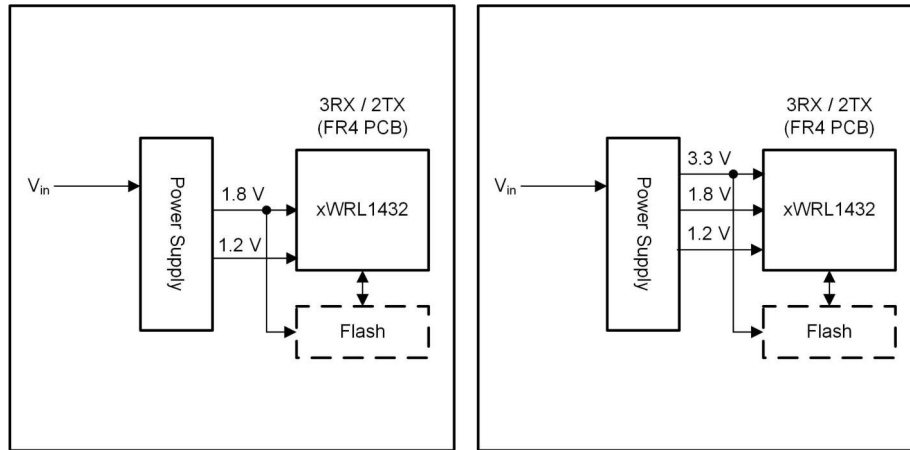 3RX / 2TX
(FR4 PCB)
Vin
Power Supply
1.8 V
1.2 V
xWRL1432
Flash
3RX / 2TX
(FR4 PCB)
Vin
Power Supply
3.3 V
1.8 V
1.2 V
xWRL1432
Flash